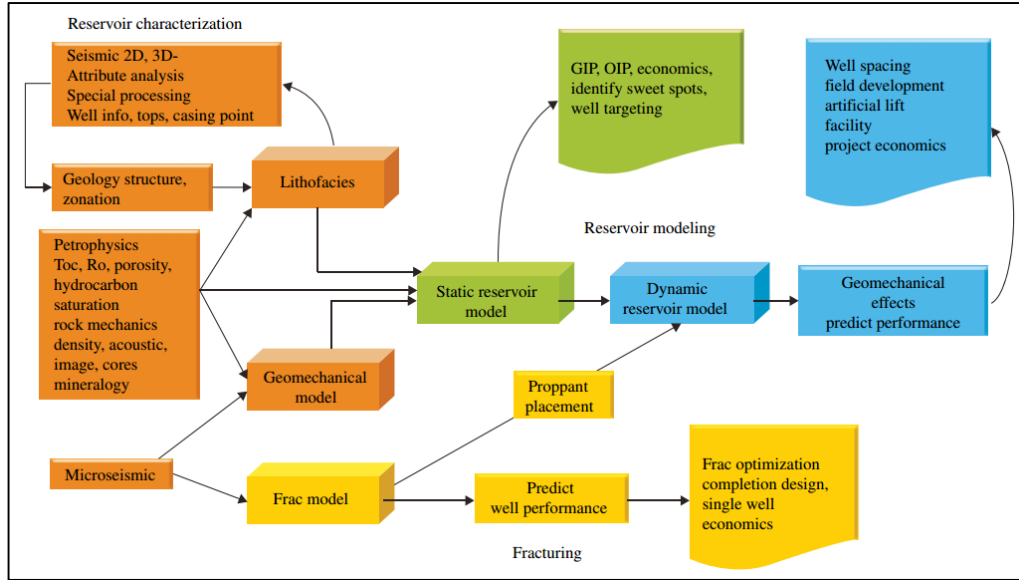 Reservoir characterization
Seismic 2D, 3D-
Attribute analysis
Special processing
Well info, tops, casing point
GIP, OIP, economics,
identify sweet spots,
well targeting
Well spacing
field development
artificial lift
facility
project economics
Geology structure,
zonation
Lithofacies
Petrophysics
Toc, Ro, porosity,
hydrocarbon
saturation
rock mechanics
density, acoustic,
image, cores
mineralogy
Reservoir modeling
Static reservoir
model
Dynamic
reservoir model
Geomechanical
effects
predict performance
Geomechanical
model
Proppant
placement
Microseismic
Frac model
Predict
well performance
Frac optimization
completion design,
single well
economics
Fracturing